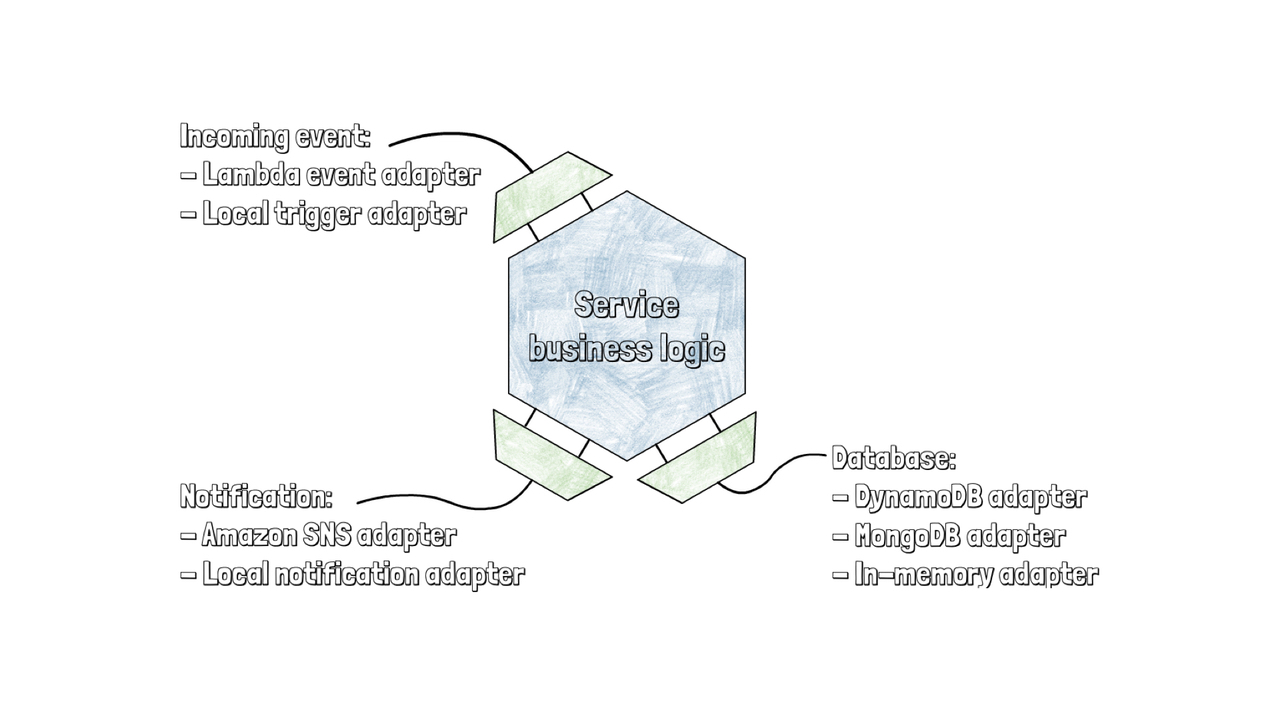 Incoming event:
- Lambda event adapter
- Local trigger adapter
Service
business logic
Notification:
- Amazon SNS adapter
- Local notification adapter
Database:
- DynamoDB adapter
- MongoDB adapter
- In-memory adapter